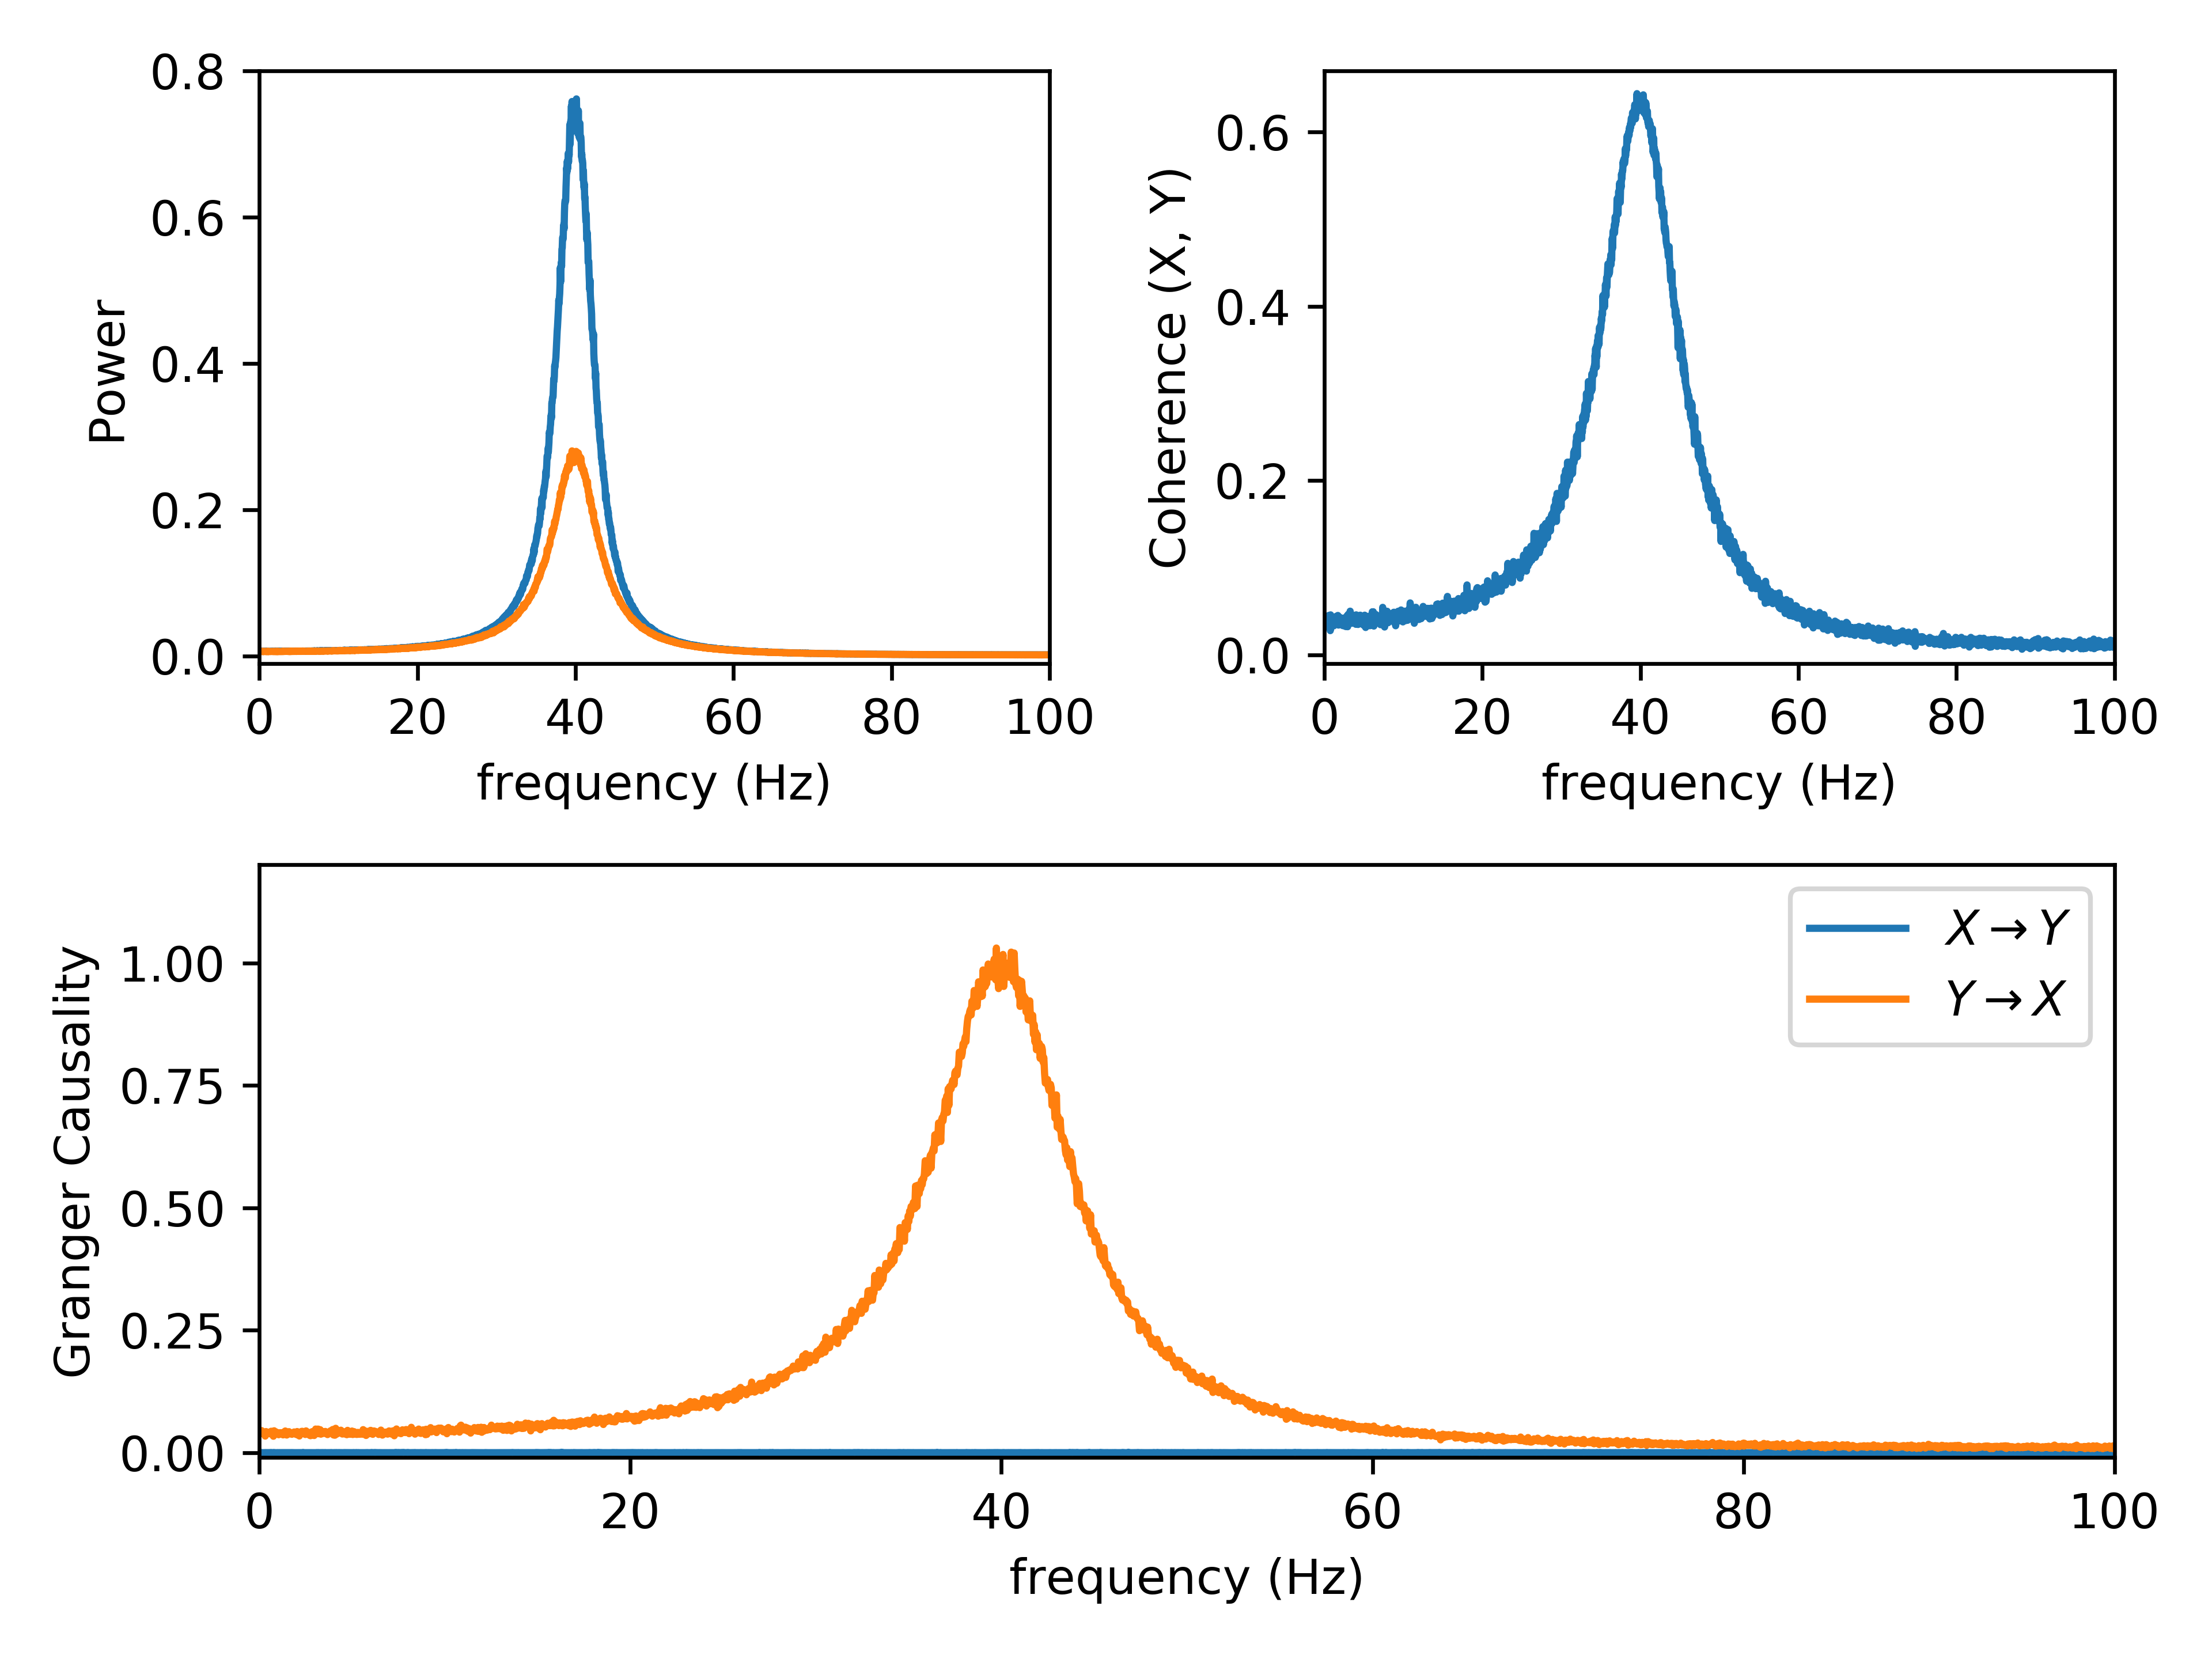 0.8
0.6
0.4
0.2
0.0
Power
0 20 40 60 80 100
frequency (Hz)
0.6
0.4
0.2
0.0
Coherence (X, Y)
0 20 40 60 80 100
frequency (Hz)
1.00
0.75
0.50
0.25
0.00
Granger Causality
X → Y
Y → X
0 20 40 60 80 100
frequency (Hz)